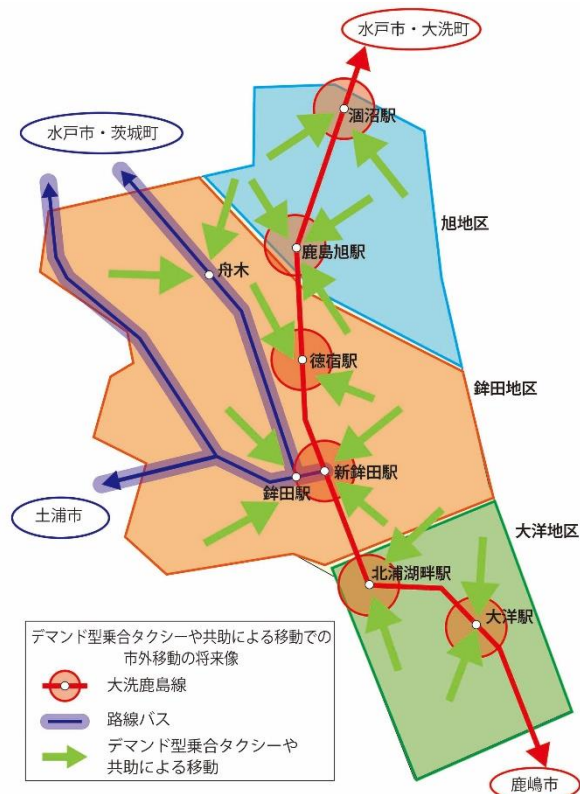 水戸市・大洗町
水戸市・茨城町
涸沼駅
旭地区
鹿島旭駅
舟木
徳宿駅
鉾田地区
新鉾田駅
鉾田駅
土浦市
大洋地区
北浦湖畔駅
大洋駅
デマンド型乗合タクシーや共助による移動での
市外移動の将来像
大洗鹿島線
路線バス
デマンド型乗合タクシーや
共助による移動
鹿嶋市